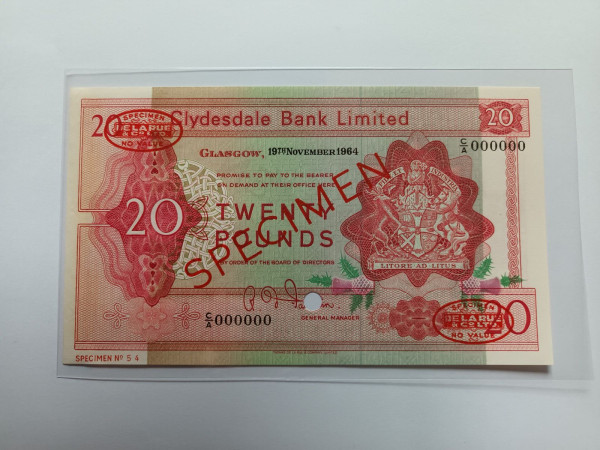 Clydesdale Bank Limited
20
SPECIMEN
DE LA RUE
& CO LTD
NO VALUE
20
GLASGOW, 19TH NOVEMBER 1964
C/A 000000
PROMISE TO PAY TO THE BEARER
ON DEMAND AT THEIR OFFICE HERE
20
TWENTY
POUNDS
SPECIMEN
BY ORDER OF THE BOARD OF DIRECTORS
LITORE AD LITUS
C/A 000000
GENERAL MANAGER
SPECIMEN
DE LA RUE
& CO LTD
NO VALUE
SPECIMEN No 54